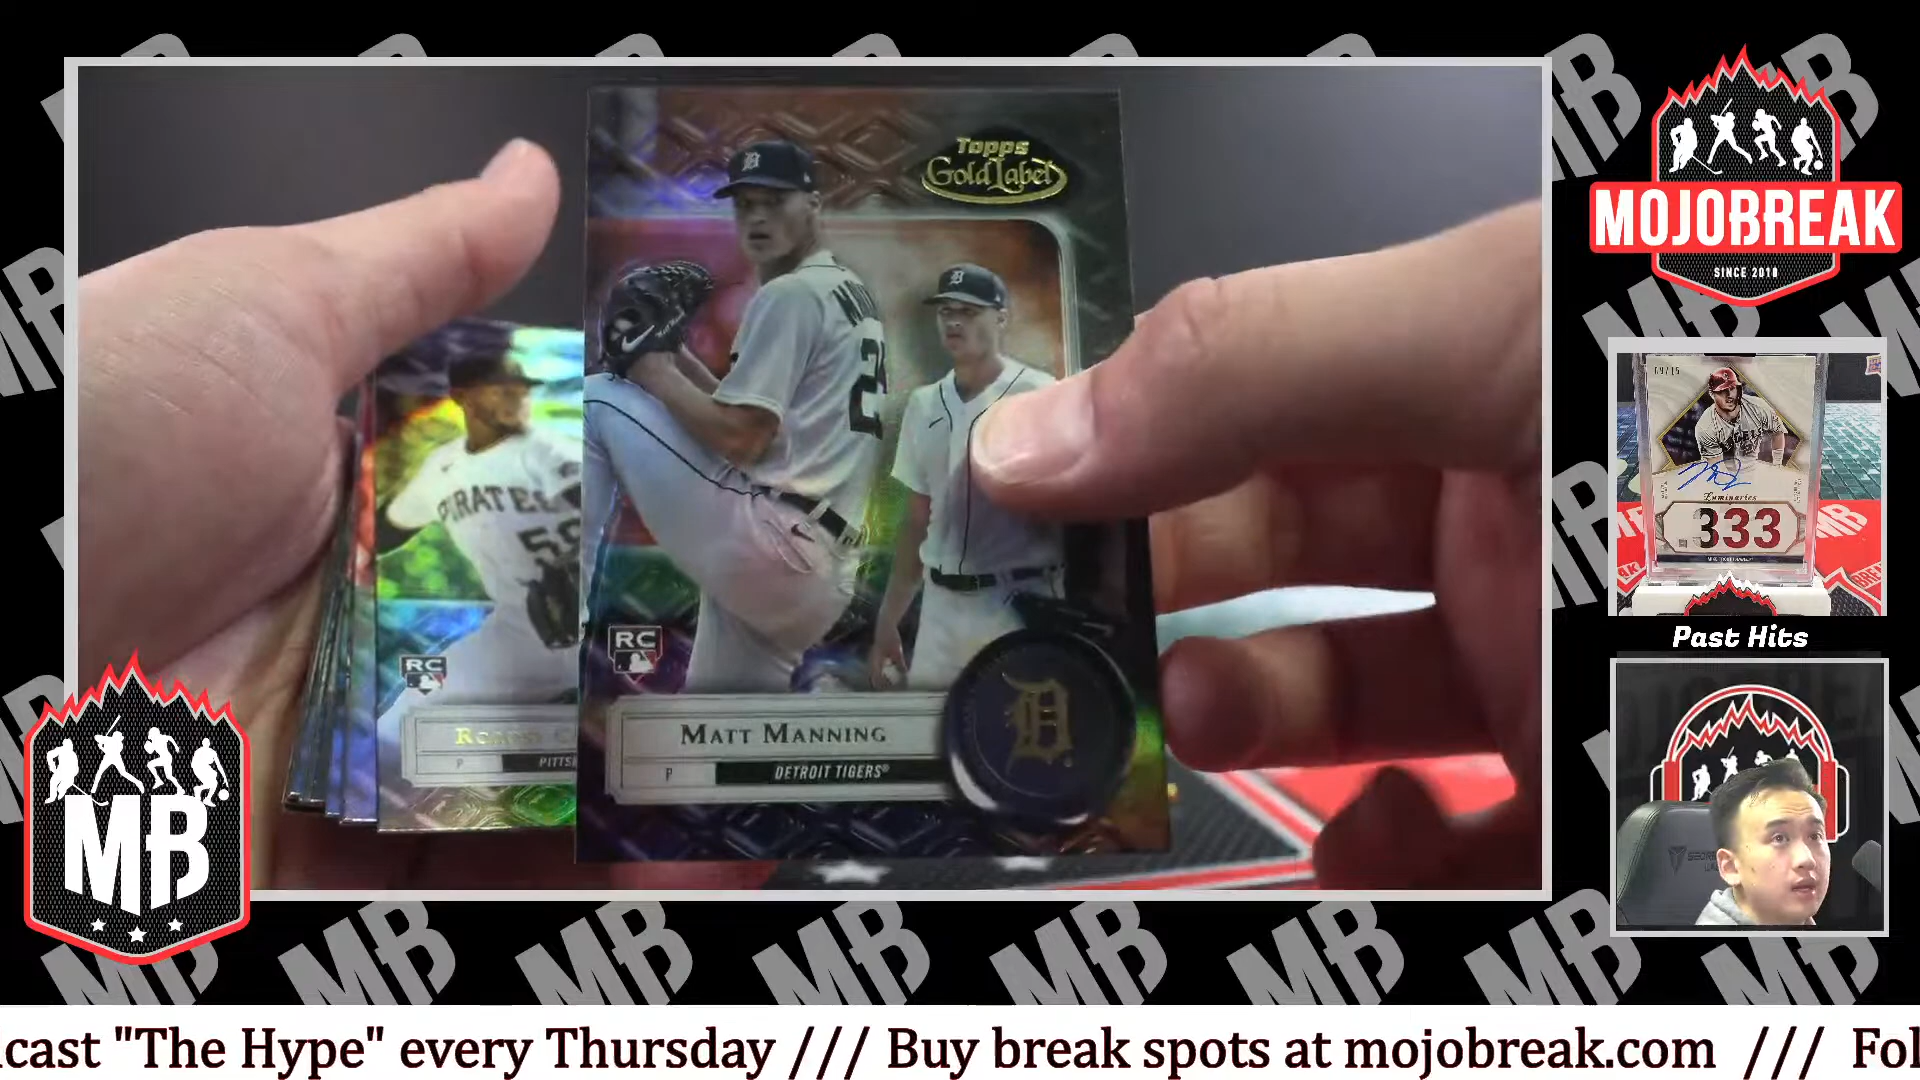 Topps
Gold Label
RC
MATT MANNING
P
DETROIT TIGERS®
D
PIRATES
RC
P
MB
MOJOBREAK
SINCE 2018
Luminaries
333
Past Hits
cast "The Hype" every Thursday /// Buy break spots at mojobreak.com /// Fol